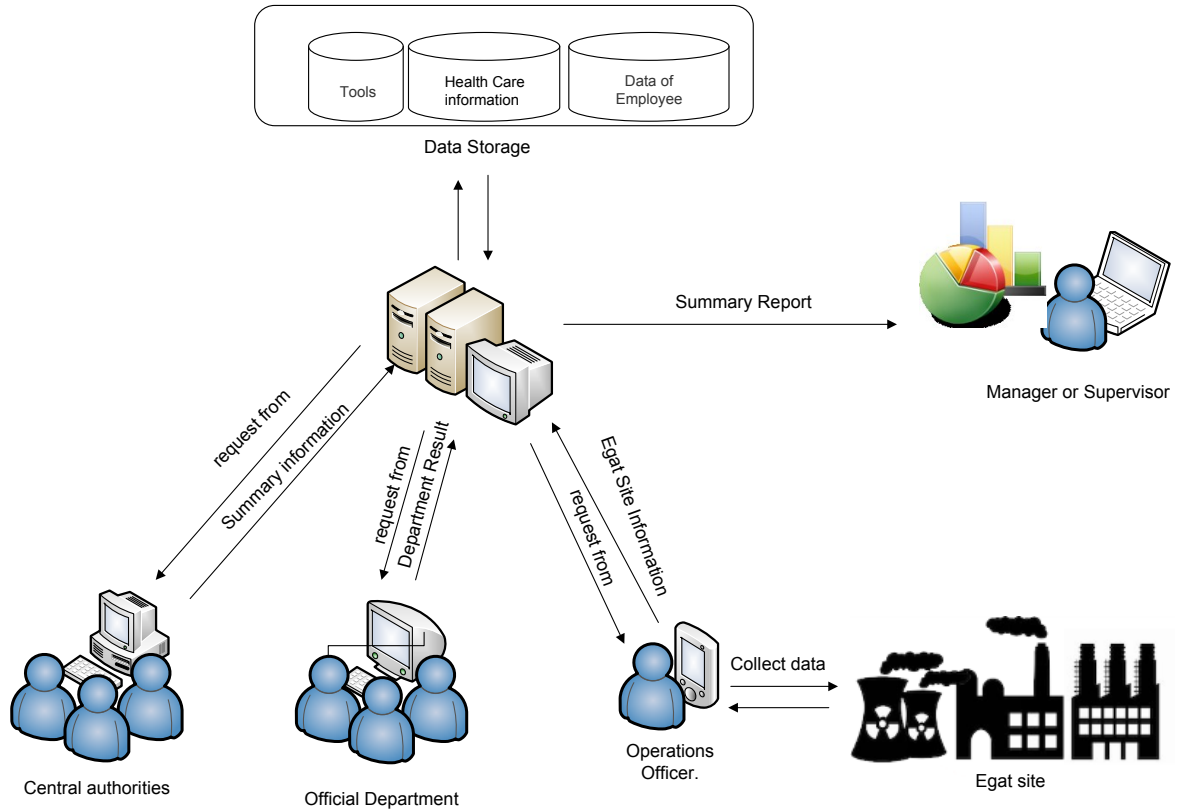 Tools
Health Care
information
Data of
Employee
Data Storage
Summary Report
Manager or Supervisor
request from
Summary information
request from
Department Result
Egat Site Information
request from
Collect data
Central authorities
Official Department
Operations
Officer.
Egat site